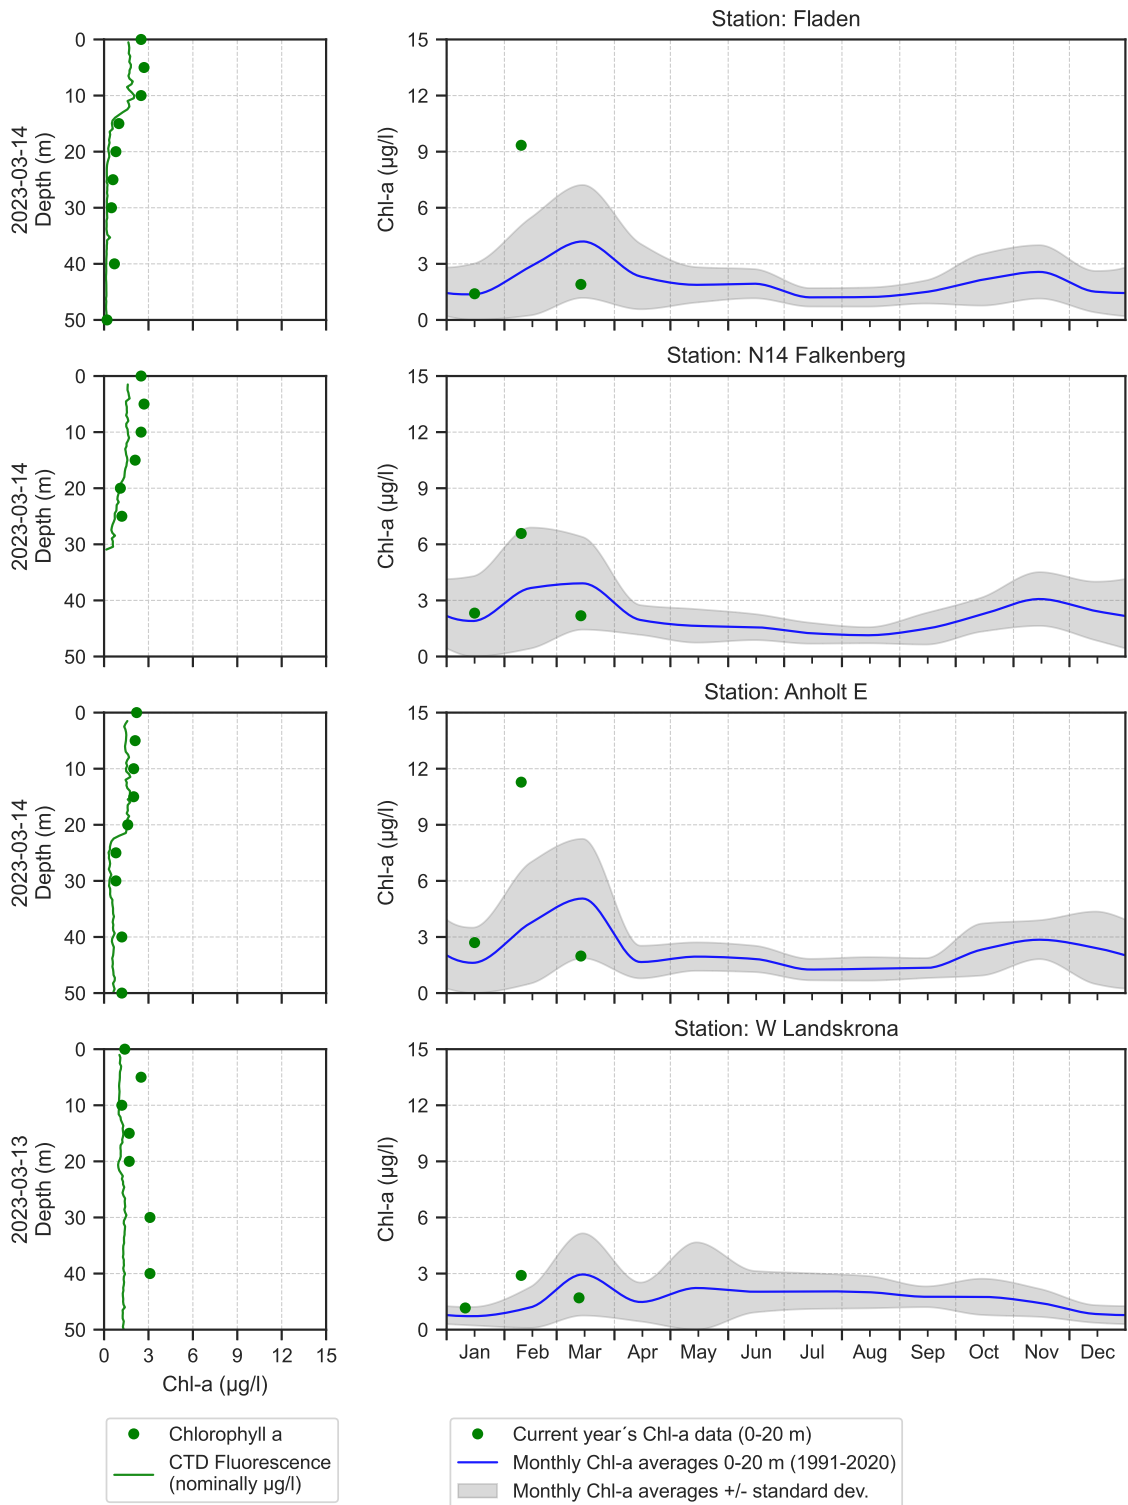 Station: Fladen
0
10
20
30
40
50
2023-03-14
Depth (m)
15
12
9
6
3
0
Chl-a (µg/l)
Station: N14 Falkenberg
0
10
20
30
40
50
2023-03-14
Depth (m)
15
12
9
6
3
0
Chl-a (µg/l)
Station: Anholt E
0
10
20
30
40
50
2023-03-14
Depth (m)
15
12
9
6
3
0
Chl-a (µg/l)
Station: W Landskrona
0
10
20
30
40
50
2023-03-13
Depth (m)
0 3 6 9 12 15
Chl-a (µg/l)
15
12
9
6
3
0
Chl-a (µg/l)
Jan Feb Mar Apr May Jun Jul Aug Sep Oct Nov Dec
Chlorophyll a
CTD Fluorescence
(nominally µg/l)
Current year´s Chl-a data (0-20 m)
Monthly Chl-a averages 0-20 m (1991-2020)
Monthly Chl-a averages +/- standard dev.